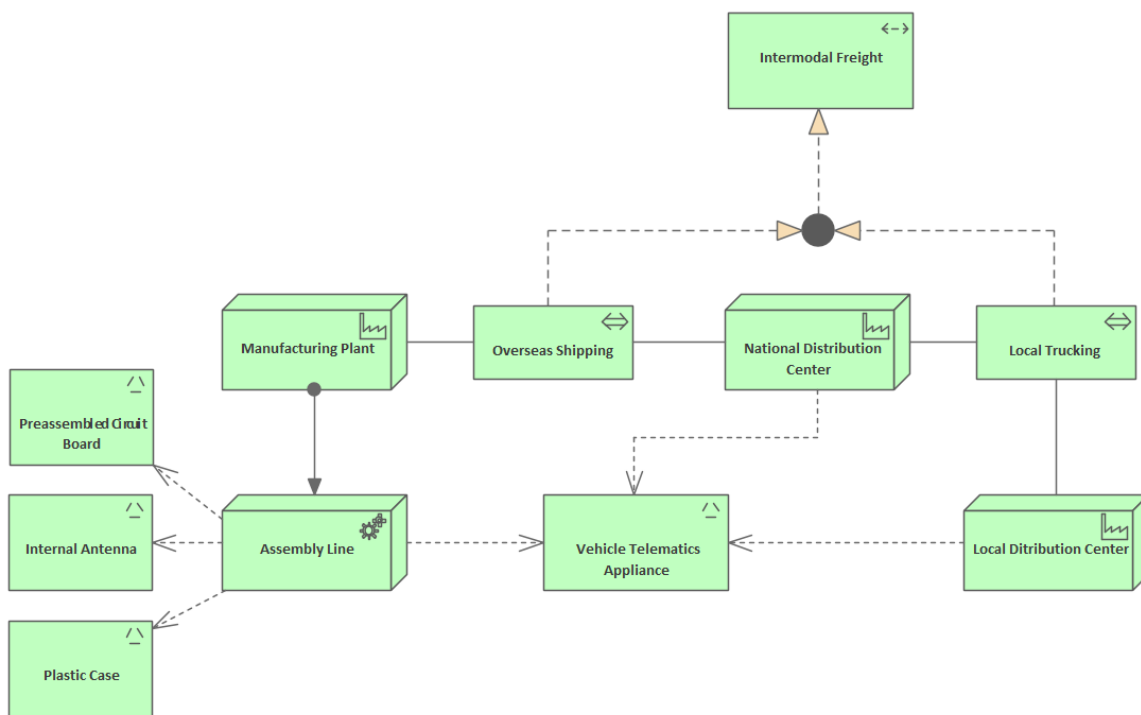 Intermodal Freight
Manufacturing Plant
Overseas Shipping
National Distribution
Center
Local Trucking
Preassembled Circuit
Board
Internal Antenna
Assembly Line
Vehicle Telematics
Appliance
Local Ditribution Center
Plastic Case